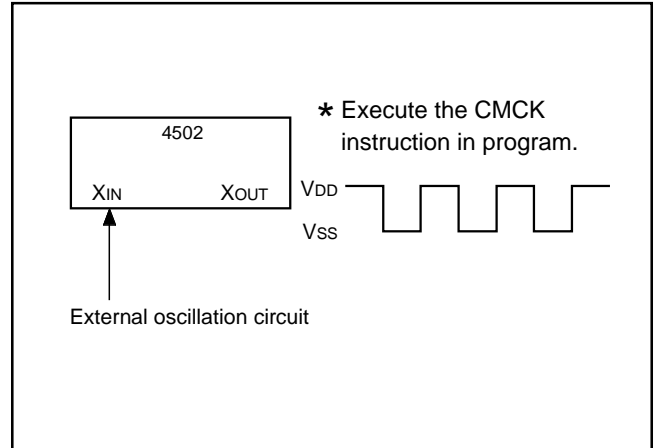 * Execute the CMCK
instruction in program.
4502
XIN XOUT
VDD
VSS
External oscillation circuit